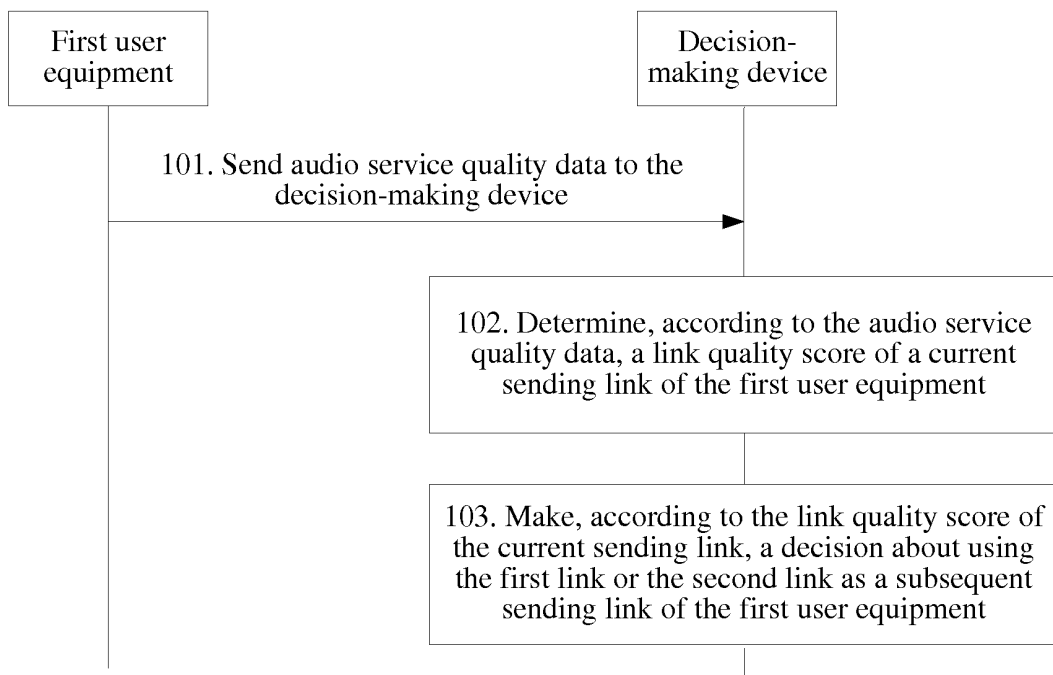 First user
equipment
Decision-
making device
101. Send audio service quality data to the
decision-making device
102. Determine, according to the audio service
quality data, a link quality score of a current
sending link of the first user equipment
103. Make, according to the link quality score of
the current sending link, a decision about using
the first link or the second link as a subsequent
sending link of the first user equipment